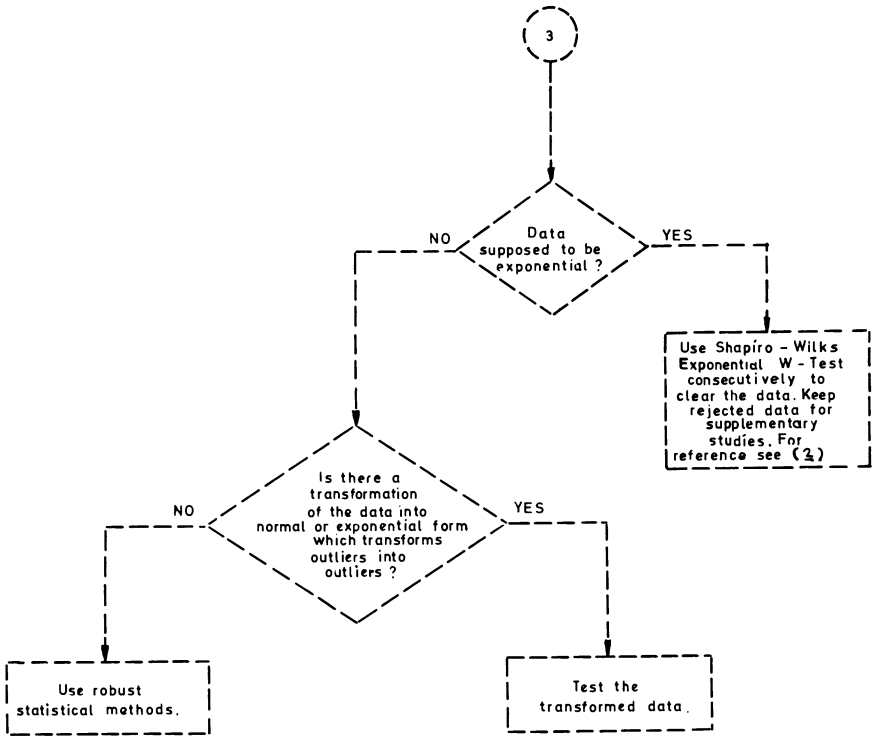 3
Data
supposed to be
exponential ?
NO
YES
Use Shapiro - Wilks
Exponential W - Test
consecutively to
clear the data. Keep
rejected data for
supplementary
studies. For
reference see (2)
Is there a
transformation
of the data into
normal or exponential form
which transforms
outliers into
outliers ?
NO
YES
Use robust
statistical methods.
Test the
transformed data.